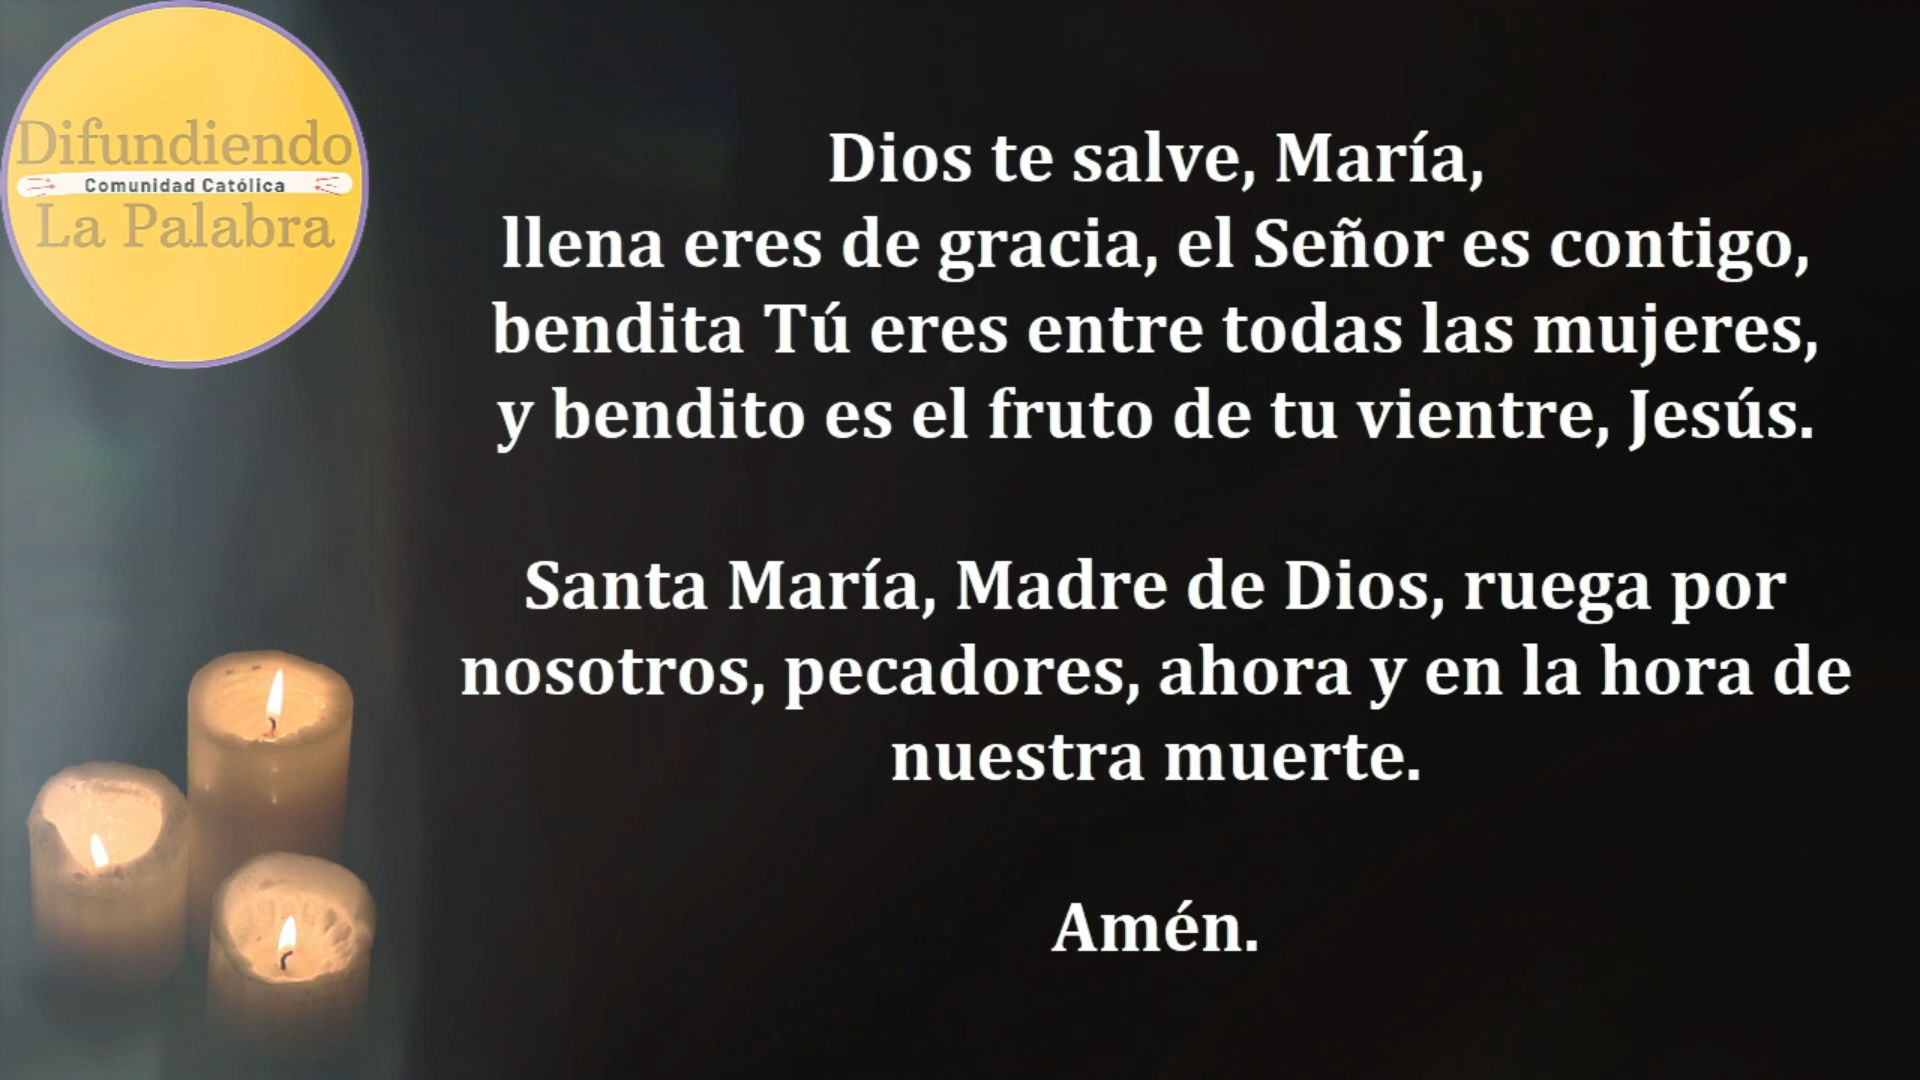 Difundiendo
Comunidad Católica
La Palabra
Dios te salve, María,
llena eres de gracia, el Señor es contigo,
bendita Tú eres entre todas las mujeres,
y bendito es el fruto de tu vientre, Jesús.
Santa María, Madre de Dios, ruega por
nosotros, pecadores, ahora y en la hora de
nuestra muerte.
Amén.